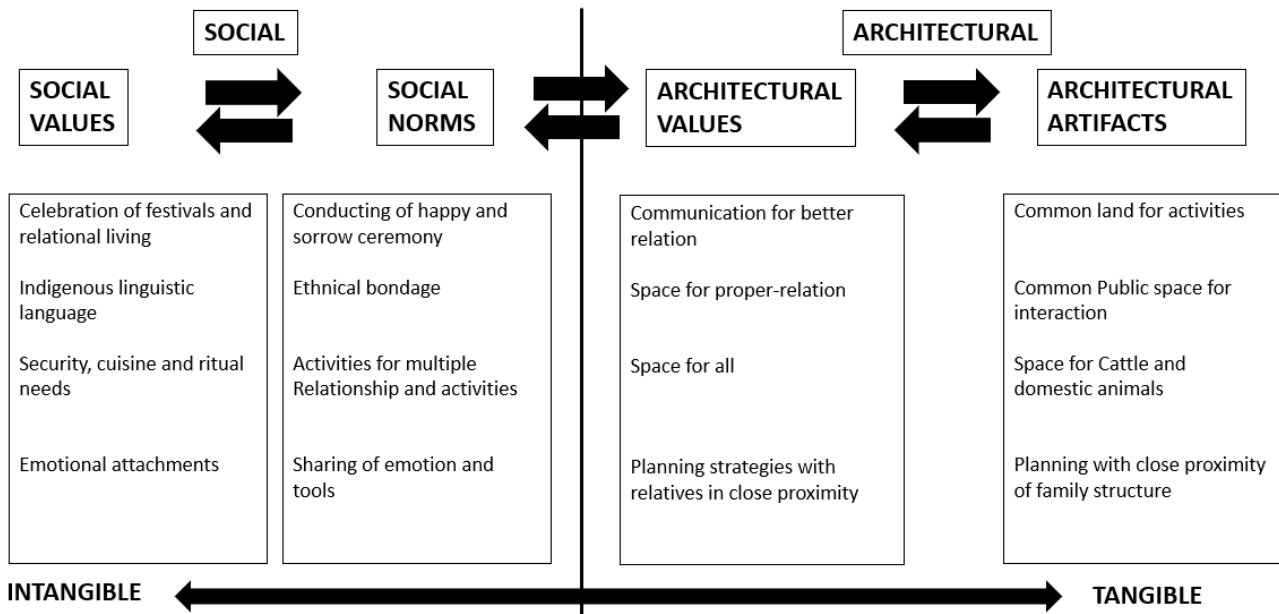 SOCIAL
ARCHITECTURAL
SOCIAL
VALUES
SOCIAL
NORMS
ARCHITECTURAL
VALUES
ARCHITECTURAL
ARTIFACTS
Celebration of festivals and
relational living
Indigenous linguistic
language
Security, cuisine and ritual
needs
Emotional attachments
Conducting of happy and
sorrow ceremony
Ethnical bondage
Activities for multiple
Relationship and activities
Sharing of emotion and
tools
Communication for better
relation
Space for proper-relation
Space for all
Planning strategies with
relatives in close proximity
Common land for activities
Common Public space for
interaction
Space for Cattle and
domestic animals
Planning with close proximity
of family structure
INTANGIBLE
TANGIBLE